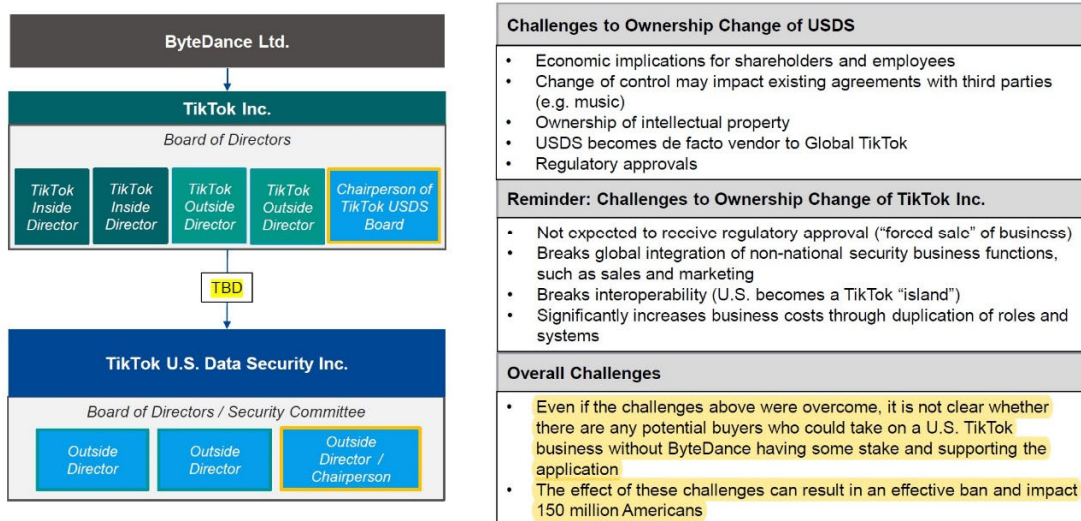 ByteDance Ltd.
TikTok Inc.
Board of Directors
TikTok
Inside
Director
TikTok
Inside
Director
TikTok
Outside
Director
TikTok
Outside
Director
Chairperson of
TikTok USDS
Board
TBD
TikTok U.S. Data Security Inc.
Board of Directors / Security Committee
Outside
Director
Outside
Director
Outside
Director /
Chairperson
Challenges to Ownership Change of USDS
• Economic implications for shareholders and employees
• Change of control may impact existing agreements with third parties
(e.g. music)
• Ownership of intellectual property
• USDS becomes de facto vendor to Global TikTok
• Regulatory approvals
Reminder: Challenges to Ownership Change of TikTok Inc.
• Not expected to receive regulatory approval (“forced sale” of business)
• Breaks global integration of non-national security business functions,
such as sales and marketing
• Breaks interoperability (U.S. becomes a TikTok “island”)
• Significantly increases business costs through duplication of roles and
systems
Overall Challenges
• Even if the challenges above were overcome, it is not clear whether
there are any potential buyers who could take on a U.S. TikTok
business without ByteDance having some stake and supporting the
application
• The effect of these challenges can result in an effective ban and impact
150 million Americans